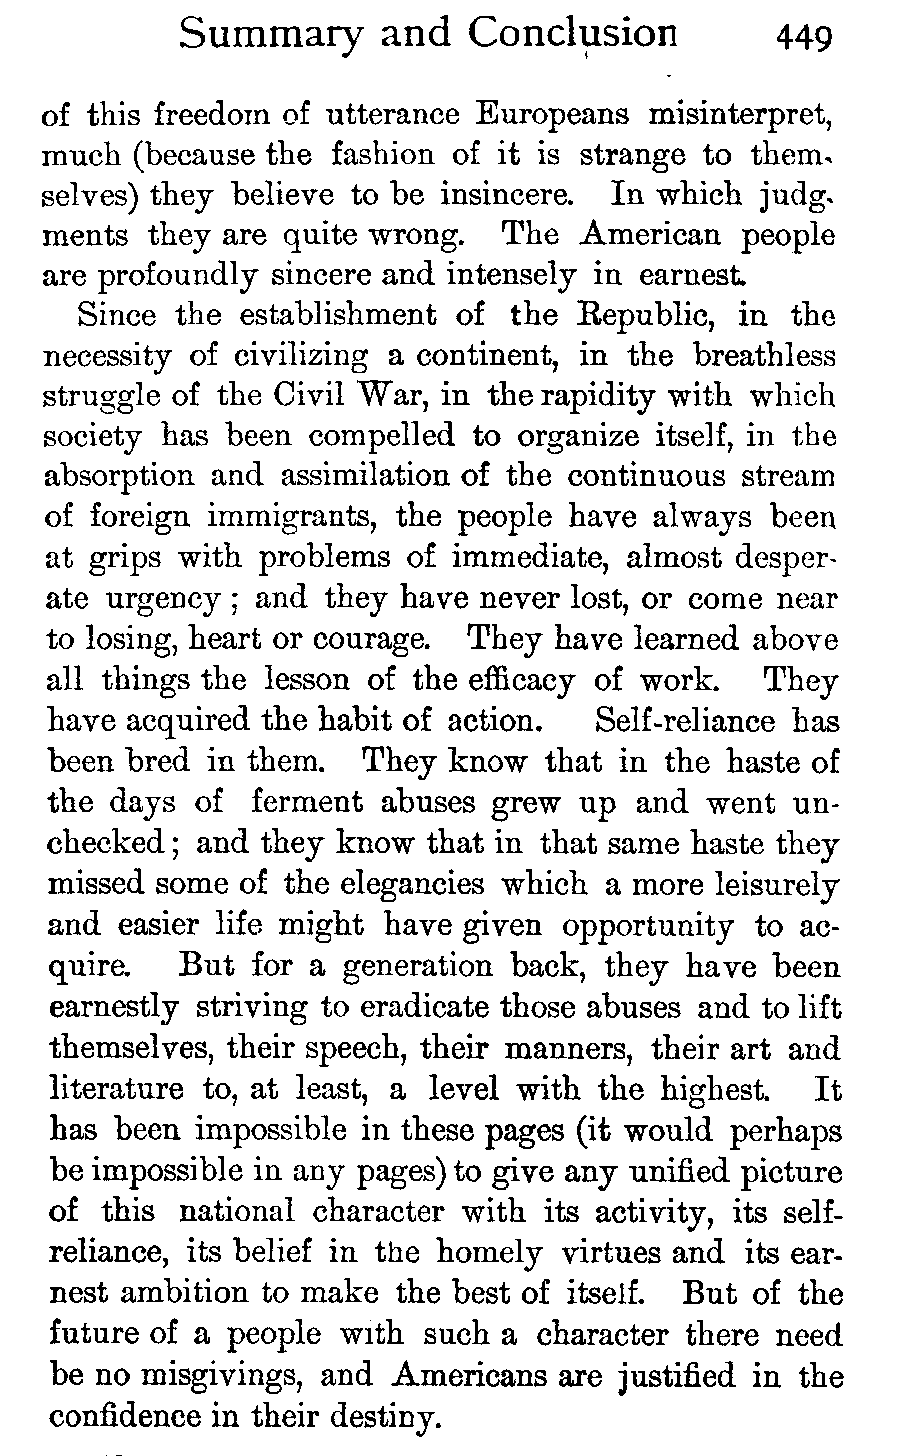 Summary and Conclusion 449
of this freedom of utterance Europeans misinterpret,
much (because the fashion of it is strange to them-
selves) they believe to be insincere. In which judg-
ments they are quite wrong. The American people
are profoundly sincere and intensely in earnest.
Since the establishment of the Republic, in the
necessity of civilizing a continent, in the breathless
struggle of the Civil War, in the rapidity with which
society has been compelled to organize itself, in the
absorption and assimilation of the continuous stream
of foreign immigrants, the people have always been
at grips with problems of immediate, almost desper-
ate urgency ; and they have never lost, or come near
to losing, heart or courage. They have learned above
all things the lesson of the efficacy of work. They
have acquired the habit of action. Self-reliance has
been bred in them. They know that in the haste of
the days of ferment abuses grew up and went un-
checked ; and they know that in that same haste they
missed some of the elegancies which a more leisurely
and easier life might have given opportunity to ac-
quire. But for a generation back, they have been
earnestly striving to eradicate those abuses and to lift
themselves, their speech, their manners, their art and
literature to, at least, a level with the highest. It
has been impossible in these pages (it would perhaps
be impossible in any pages) to give any unified picture
of this national character with its activity, its self-
reliance, its belief in the homely virtues and its ear-
nest ambition to make the best of itself. But of the
future of a people with such a character there need
be no misgivings, and Americans are justified in the
confidence in their destiny.